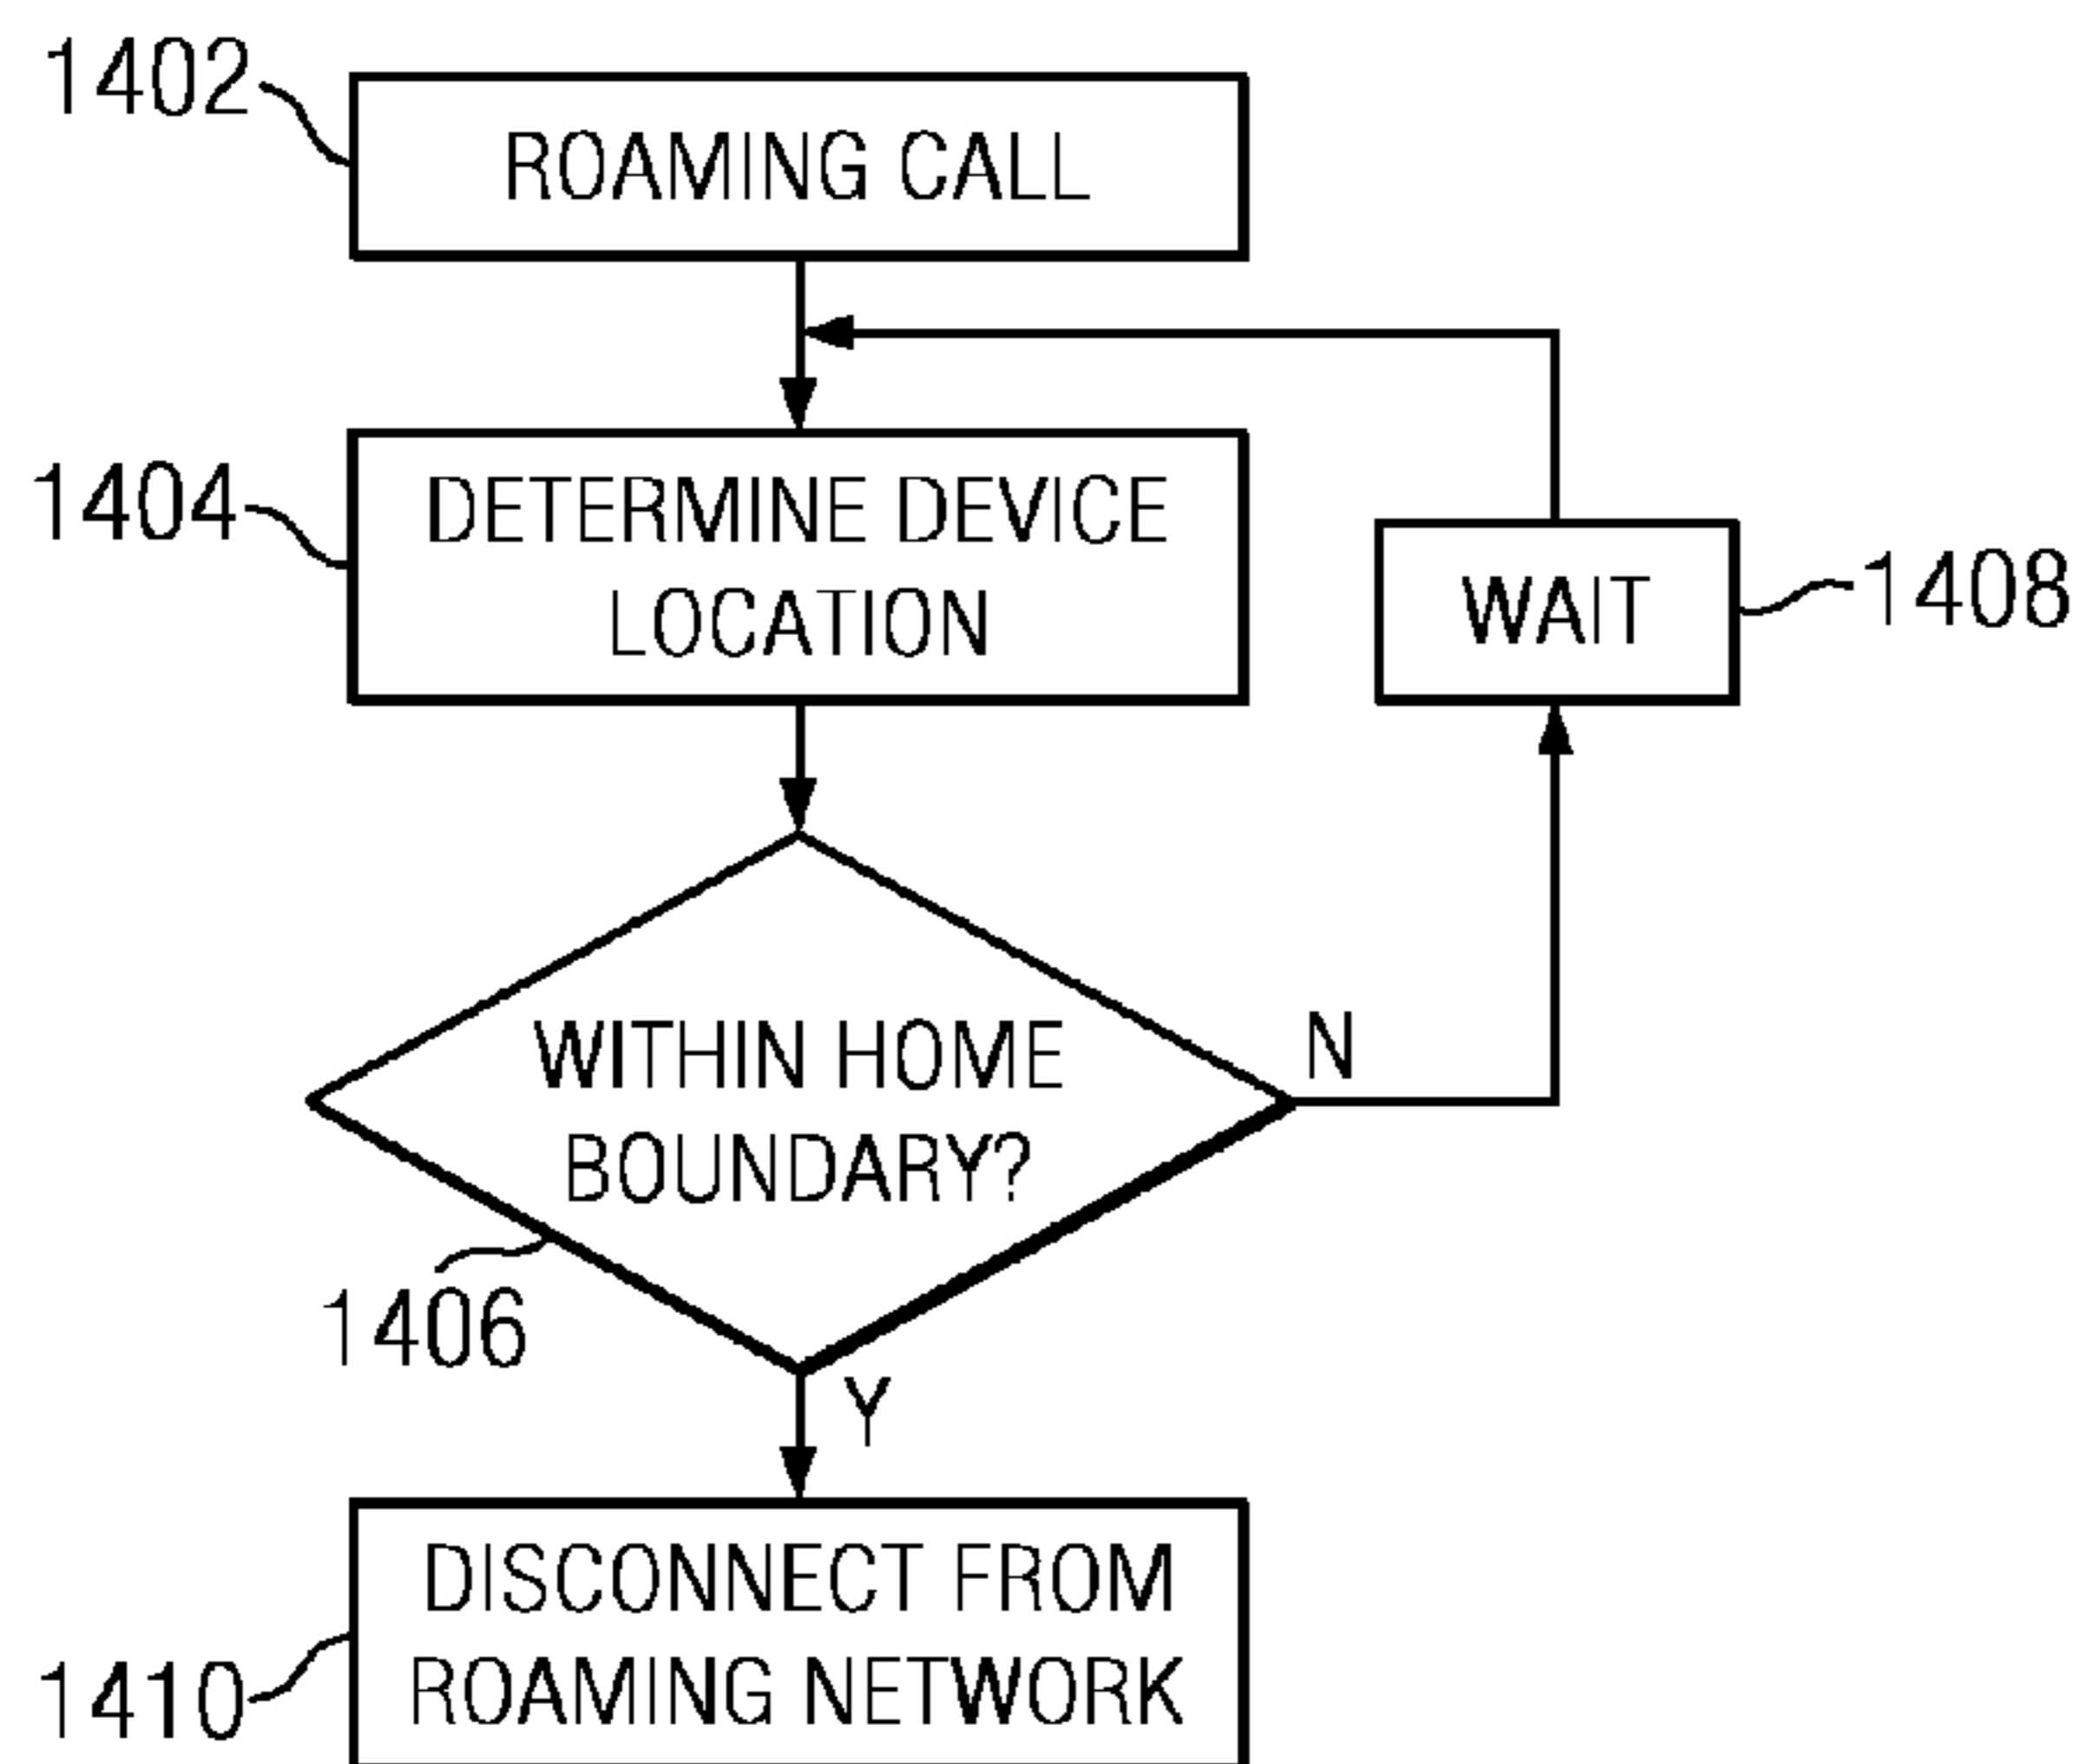 1402
ROAMING CALL
1404
DETERMINE DEVICE
LOCATION
WAIT
1408
WITHIN HOME
BOUNDARY?
N
1406
Y
DISCONNECT FROM
ROAMING NETWORK
1410